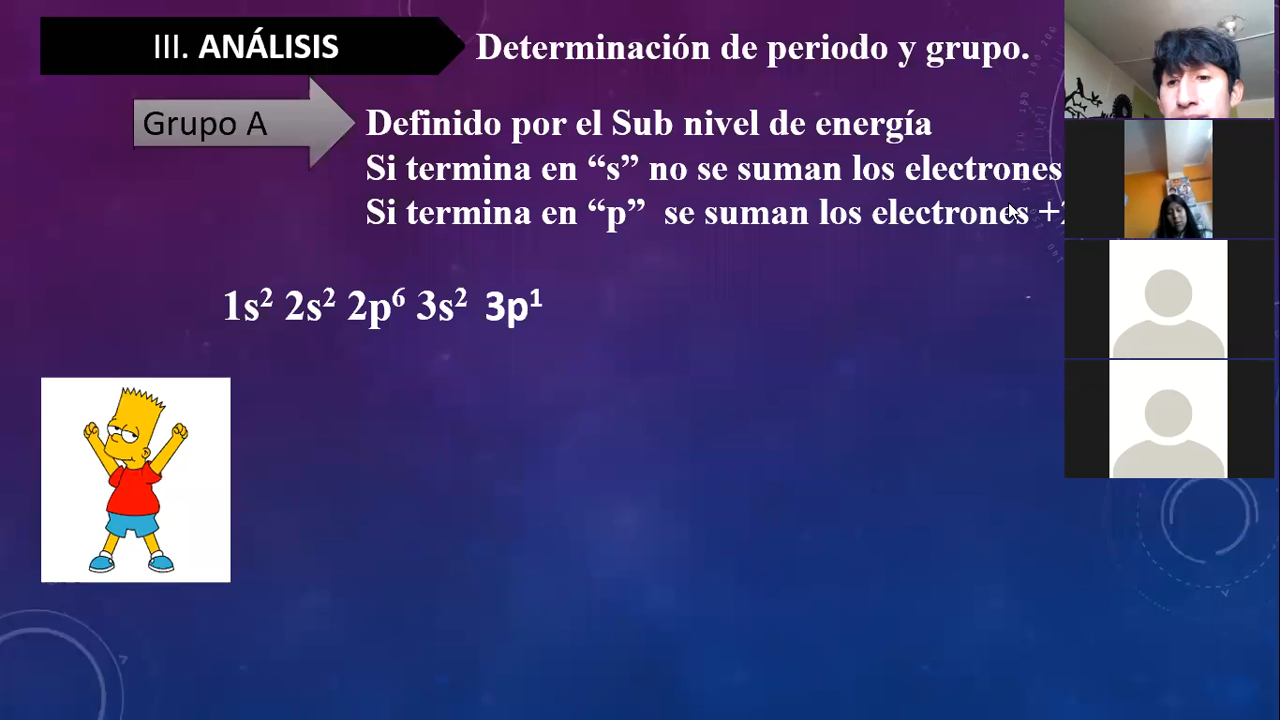 III. ANÁLISIS
Determinación de periodo y grupo.
Grupo A
Definido por el Sub nivel de energía
Si termina en “s” no se suman los electrones
Si termina en “p” se suman los electrones +
1s² 2s² 2p⁶ 3s² 3p¹